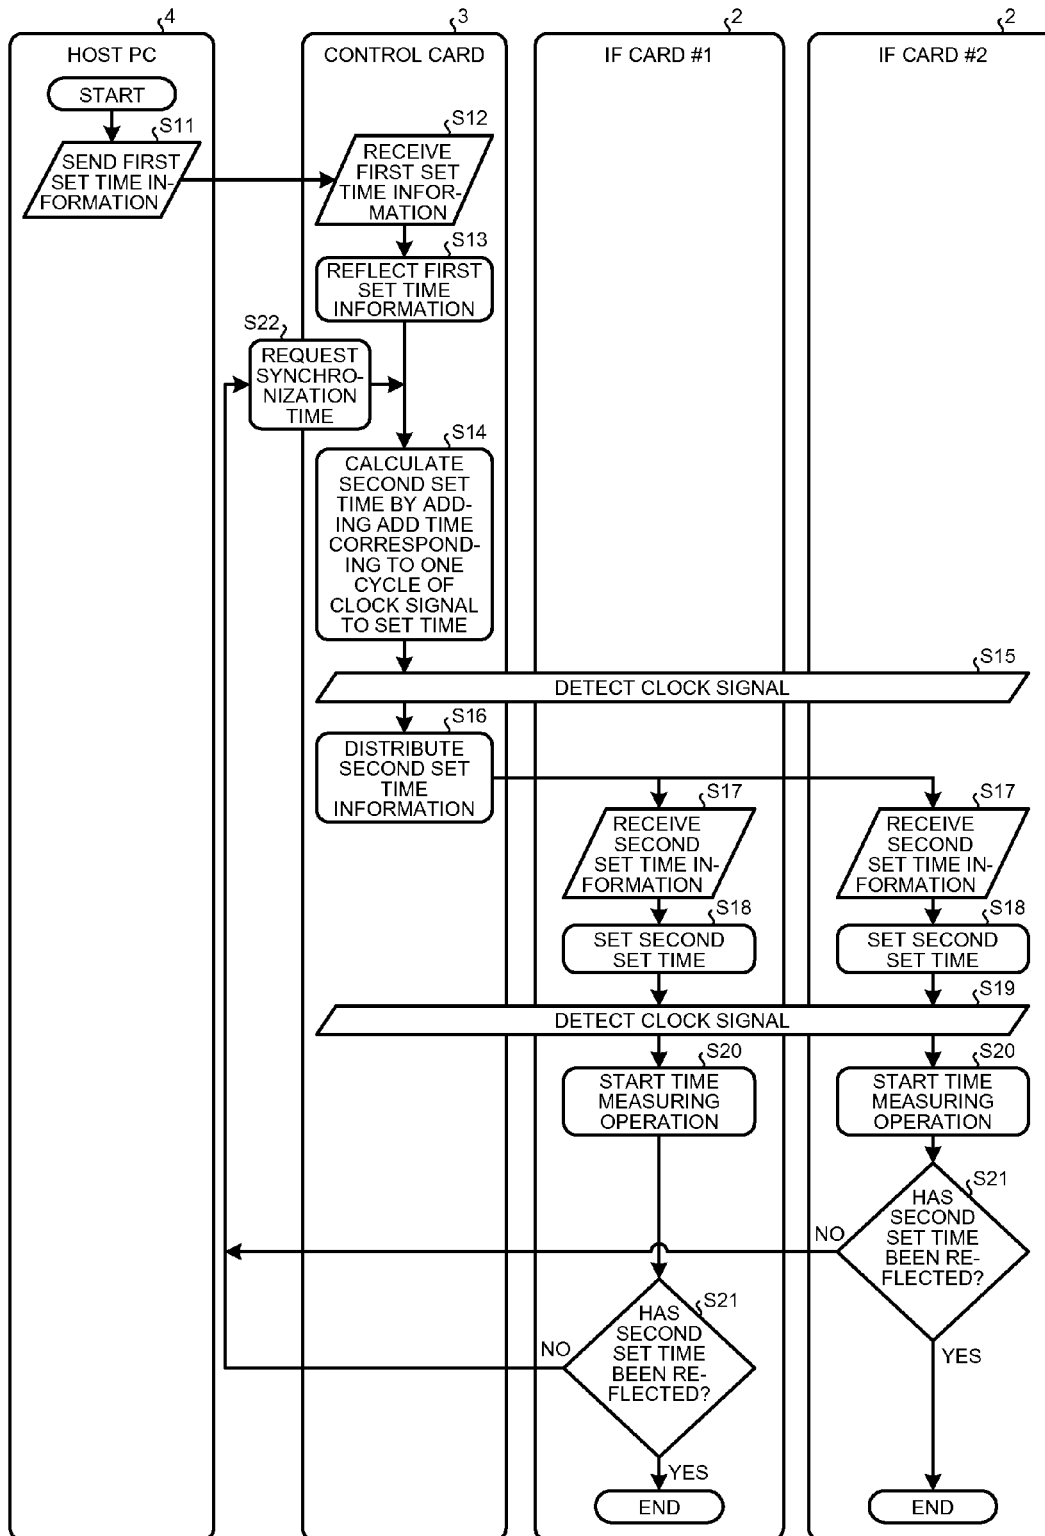 4
3
2
2
HOST PC
CONTROL CARD
IF CARD #1
IF CARD #2
START
S11
SEND FIRST
SET TIME IN-
FORMATION
S12
RECEIVE
FIRST SET
TIME INFOR-
MATION
S13
REFLECT FIRST
SET TIME
INFORMATION
S22
REQUEST
SYNCHRO-
NIZATION
TIME
S14
CALCULATE
SECOND SET
TIME BY ADD-
ING ADD TIME
CORRESPOND-
ING TO ONE
CYCLE OF
CLOCK SIGNAL
TO SET TIME
S15
DETECT CLOCK SIGNAL
S16
DISTRIBUTE
SECOND SET
TIME
INFORMATION
S17
RECEIVE
SECOND
SET TIME IN-
FORMATION
S17
RECEIVE
SECOND
SET TIME IN-
FORMATION
S18
SET SECOND
SET TIME
S18
SET SECOND
SET TIME
S19
DETECT CLOCK SIGNAL
S20
START TIME
MEASURING
OPERATION
S20
START TIME
MEASURING
OPERATION
S21
HAS
SECOND
SET TIME
BEEN RE-
FLECTED?
NO
YES
S21
HAS
SECOND
SET TIME
BEEN RE-
FLECTED?
NO
YES
END
END